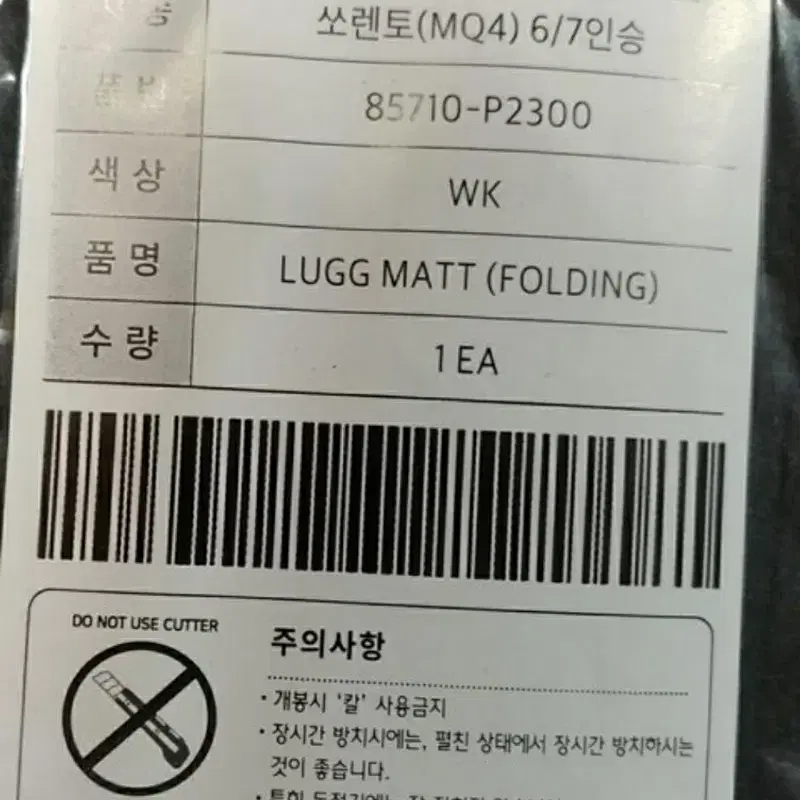 쏘렌토(MQ4) 6/7인승
품 번 85710-P2300
색 상 WK
품 명 LUGG MATT (FOLDING)
수 량 1 EA
DO NOT USE CUTTER
주의사항
· 개봉시 '칼' 사용금지
· 장시간 방치시에는, 펼친 상태에서 장시간 방치하시는
것이 좋습니다.